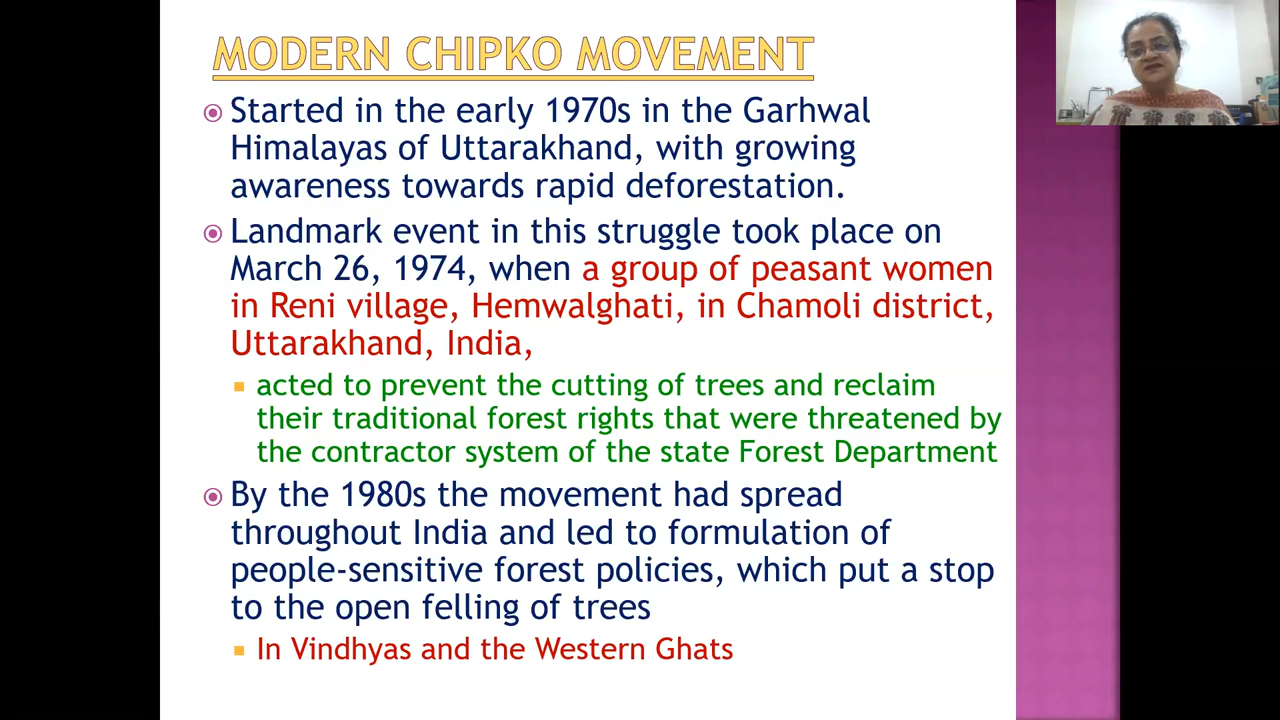 MODERN CHIPKO MOVEMENT
Started in the early 1970s in the Garhwal
Himalayas of Uttarakhand, with growing
awareness towards rapid deforestation.
Landmark event in this struggle took place on
March 26, 1974, when a group of peasant women
in Reni village, Hemwalghati, in Chamoli district,
Uttarakhand, India,
acted to prevent the cutting of trees and reclaim
their traditional forest rights that were threatened by
the contractor system of the state Forest Department
By the 1980s the movement had spread
throughout India and led to formulation of
people-sensitive forest policies, which put a stop
to the open felling of trees
In Vindhyas and the Western Ghats